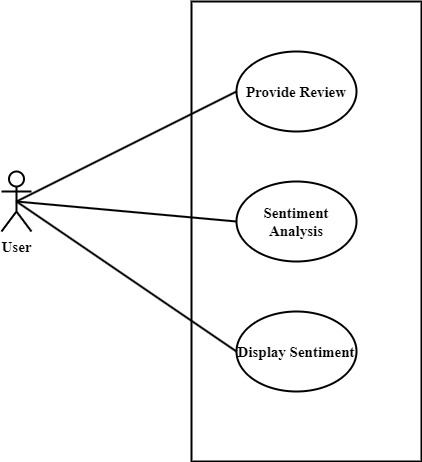 Provide Review
Sentiment
Analysis
User
Display Sentiment